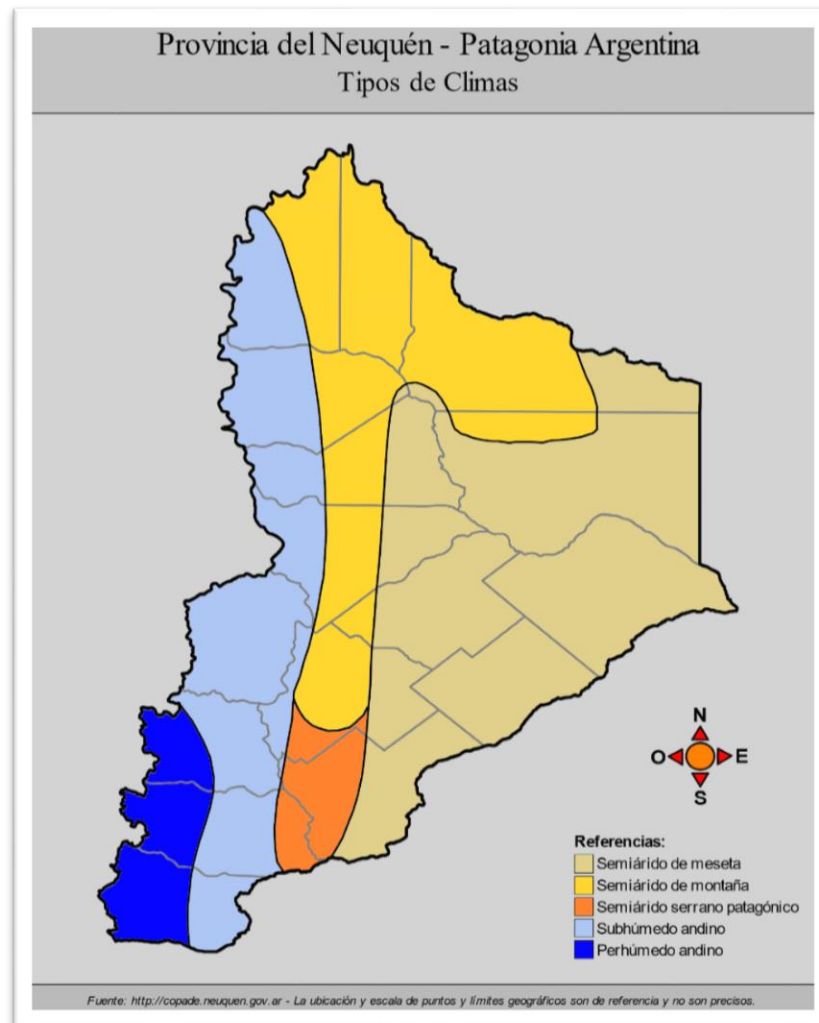 Provincia del Neuquén - Patagonia Argentina
Tipos de Climas
N
O E
S
Referencias:
Semiárido de meseta
Semiárido de montaña
Semiárido serrano patagónico
Subhúmedo andino
Perhúmedo andino
Fuente: http://copade.neuquen.gov.ar - La ubicación y escala de puntos y límites geográficos son de referencia y no son precisos.